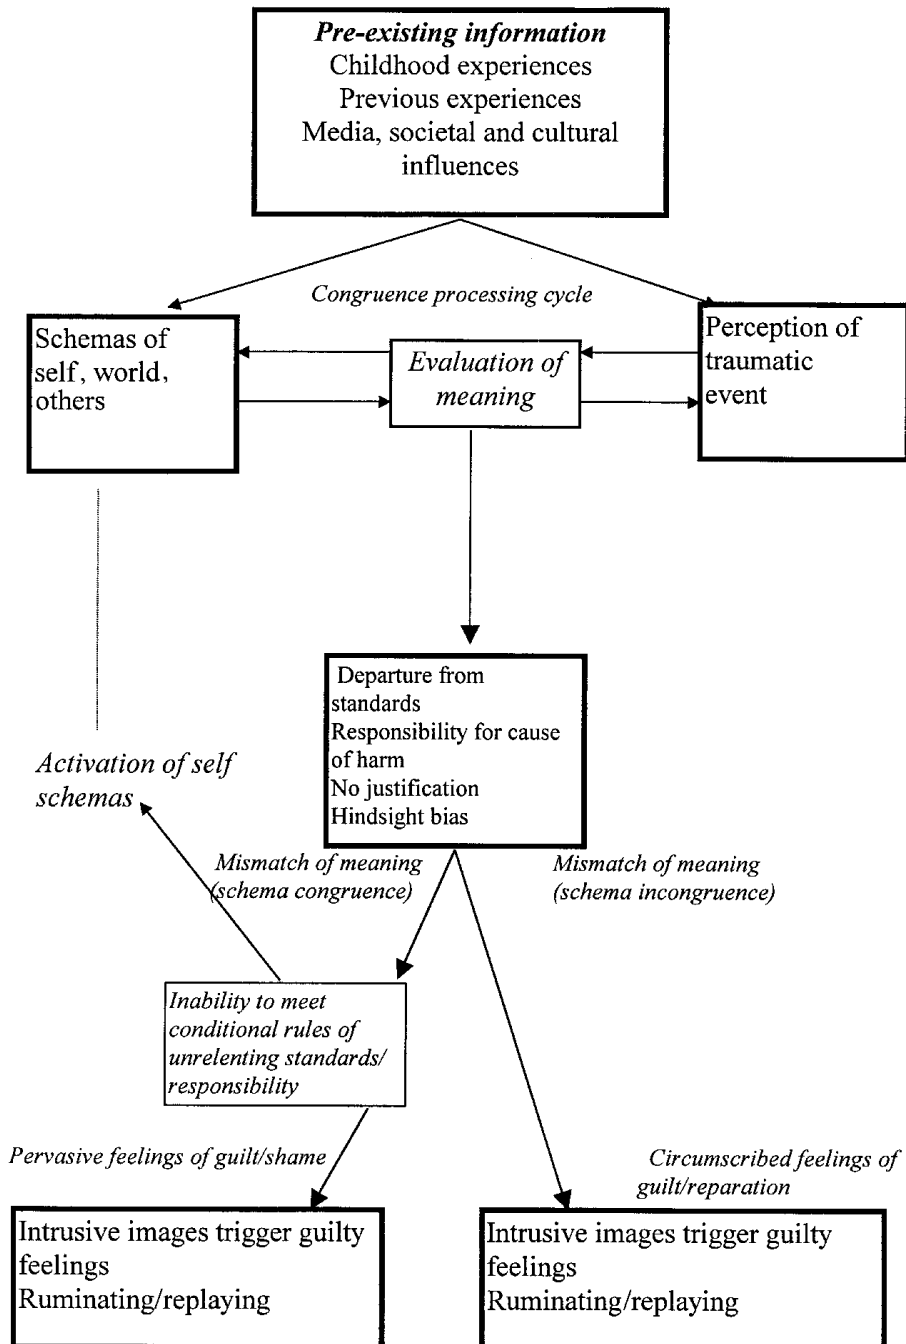 Pre-existing information
Childhood experiences
Previous experiences
Media, societal and cultural
influences
Congruence processing cycle
Schemas of
self, world,
others
Evaluation of
meaning
Perception of
traumatic
event
Departure from
standards
Responsibility for cause
of harm
No justification
Hindsight bias
Activation of self
schemas
Mismatch of meaning
(schema congruence)
Mismatch of meaning
(schema incongruence)
Inability to meet
conditional rules of
unrelenting standards/
responsibility
Pervasive feelings of guilt/shame
Circumscribed feelings of
guilt/reparation
Intrusive images trigger guilty
feelings
Ruminating/replaying
Intrusive images trigger guilty
feelings
Ruminating/replaying